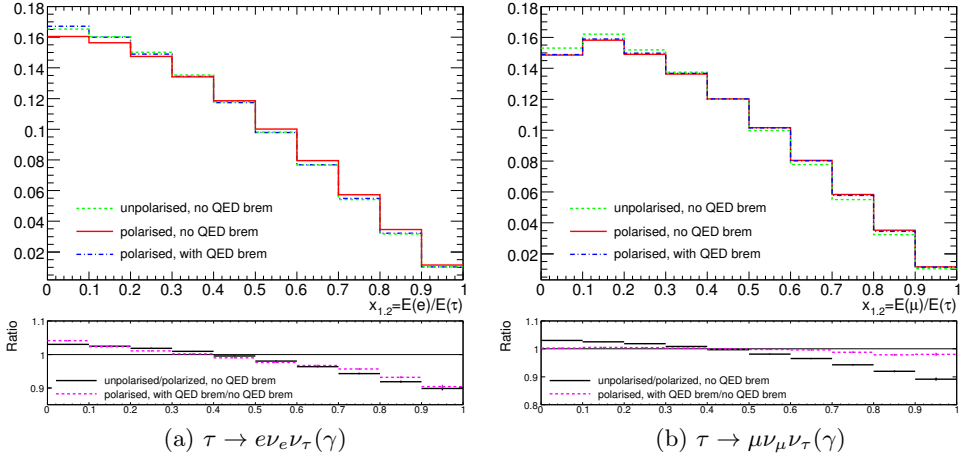 0.18
0.16
0.14
0.12
0.1
0.08
0.06
0.04
0.02
unpolarised, no QED brem
polarised, no QED brem
polarised, with QED brem
0 0.1 0.2 0.3 0.4 0.5 0.6 0.7 0.8 0.9 1
x1,2=E(e)/E(τ)
Ratio
1.1
1
0.9
unpolarised/polarized, no QED brem
polarised, with QED brem/no QED brem
0 0.1 0.2 0.3 0.4 0.5 0.6 0.7 0.8 0.9 1
(a) τ → eνeντ(γ)
0.18
0.16
0.14
0.12
0.1
0.08
0.06
0.04
0.02
unpolarised, no QED brem
polarised, no QED brem
polarised, with QED brem
0 0.1 0.2 0.3 0.4 0.5 0.6 0.7 0.8 0.9 1
x1,2=E(μ)/E(τ)
Ratio
1.1
1
0.9
0.8
unpolarised/polarized, no QED brem
polarised, with QED brem/no QED brem
0 0.1 0.2 0.3 0.4 0.5 0.6 0.7 0.8 0.9 1
(b) τ → μνμντ(γ)